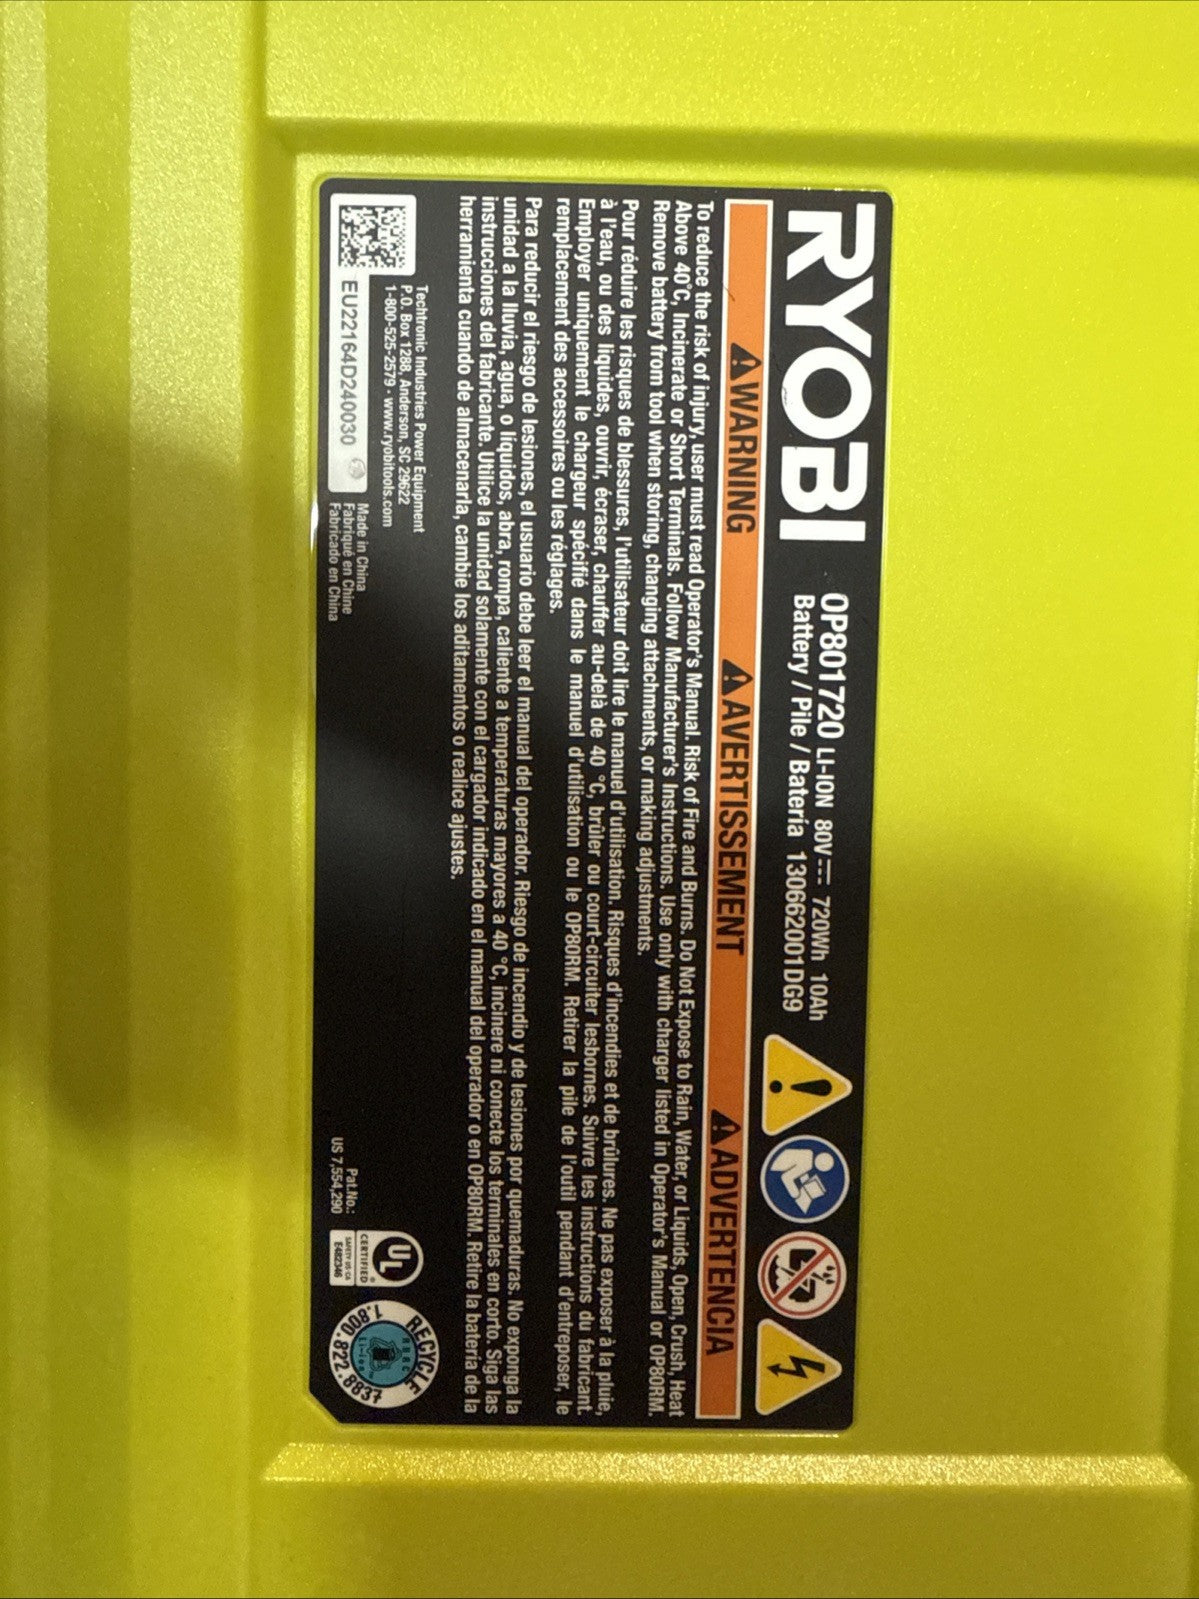 RYOBI
OP801720 LI-ION 80V⎓ 720Wh 10Ah
Battery / Pile / Batería 130662001DG9
⚠WARNING ⚠AVERTISSEMENT ⚠ADVERTENCIA
To reduce the risk of injury, user must read Operator's Manual. Risk of Fire and Burns. Do Not Expose to Rain, Water, or Liquids, Open, Crush, Heat
Above 40°C, Incinerate or Short Terminals. Follow Manufacturer's Instructions. Use only with charger listed in Operator's Manual or OP80RM.
Remove battery from tool when storing, changing attachments, or making adjustments.
Pour réduire les risques de blessures, l'utilisateur doit lire le manuel d'utilisation. Risques d'incendies et de brûlures. Ne pas exposer à la pluie,
à l'eau, ou des liquides, ouvrir, écraser, chauffer au-delà de 40 °C, brûler ou court-circuiter lesbornes. Suivre les instructions du fabricant.
Employer uniquement le chargeur spécifié dans le manuel d'utilisation ou le OP80RM. Retirer la pile de l'outil pendant d'entreposer, le
remplacement des accessoires ou les réglages.
Para reducir el riesgo de lesiones, el usuario debe leer el manual del operador. Riesgo de incendio y de lesiones por quemaduras. No exponga la
unidad a la lluvia, agua, o líquidos, abra, rompa, caliente a temperaturas mayores a 40 °C, incinere ni conecte los terminales en corto. Siga las
instrucciones del fabricante. Utilice la unidad solamente con el cargador indicado en el manual del operador o en OP80RM. Retire la batería de la
herramienta cuando de almacenarla, cambie los aditamentos o realice ajustes.
Techtronic Industries Power Equipment
P.O. Box 1288, Anderson, SC 29622
1-800-525-2579 · www.ryobitools.com
EU22164D240030
Made in China
Fabriqué en Chine
Fabricado en China
Pat.No.:
US 7,554,290
UL
CERTIFIED
SAFETY US-CA
E482346
RECYCLE
RBRC
Li-ion
1.800.822.8837